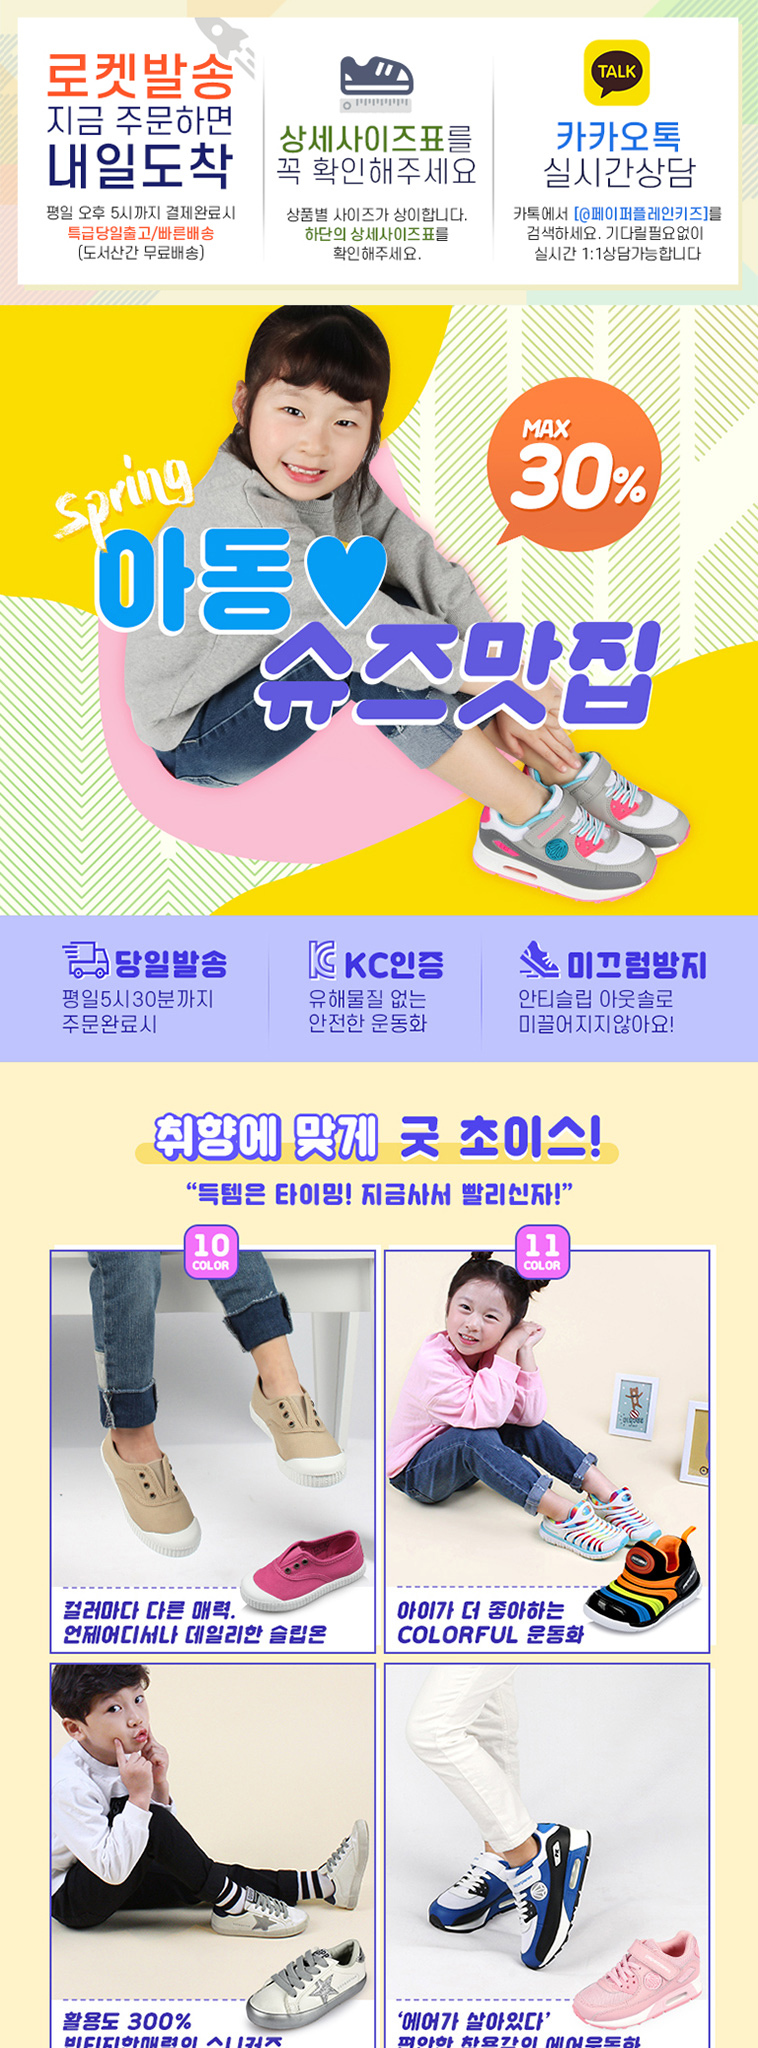 로켓발송
지금 주문하면
내일도착
평일 오후 5시까지 결제완료시
특급당일출고/빠른배송
(도서산간 무료배송)
상세사이즈표를
꼭 확인해주세요
상품별 사이즈가 상이합니다.
하단의 상세사이즈표를
확인해주세요.
TALK
카카오톡
실시간상담
카톡에서 [@페이퍼플레인키즈]를
검색하세요. 기다릴필요없이
실시간 1:1상담가능합니다
MAX
30%
Spring
아동♥
슈즈맛집
당일발송
평일5시30분까지
주문완료시
KC인증
유해물질 없는
안전한 운동화
미끄럼방지
안티슬립 아웃솔로
미끌어지지않아요!
취향에 맞게 굿 초이스!
“득템은 타이밍! 지금사서 빨리신자!”
10
COLOR
컬러마다 다른 매력.
언제어디서나 데일리한 슬립온
11
COLOR
아이가 더 좋아하는
COLORFUL 운동화
활용도 300%
‘에어가 살아있다’